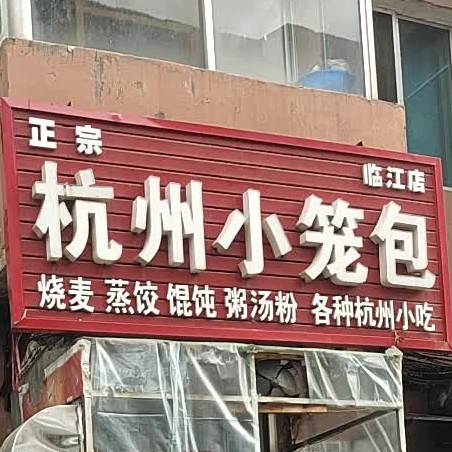 正宗
临江店
杭州小笼包
烧麦 蒸饺 馄饨 粥汤粉 各种杭州小吃